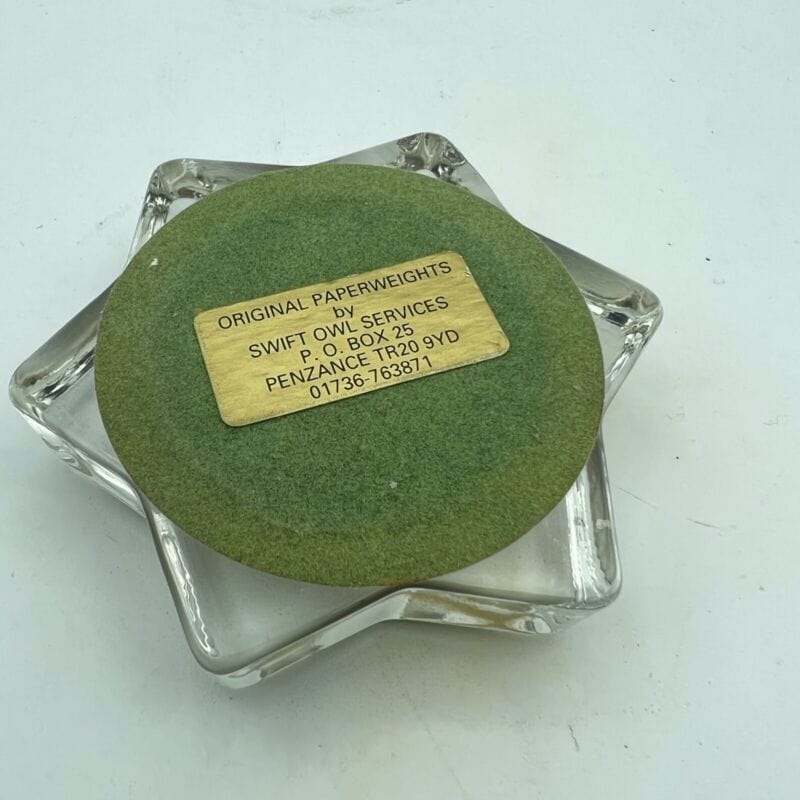 ORIGINAL PAPERWEIGHTS
by
SWIFT OWL SERVICES
P. O. BOX 25
PENZANCE TR20 9YD
01736-763871